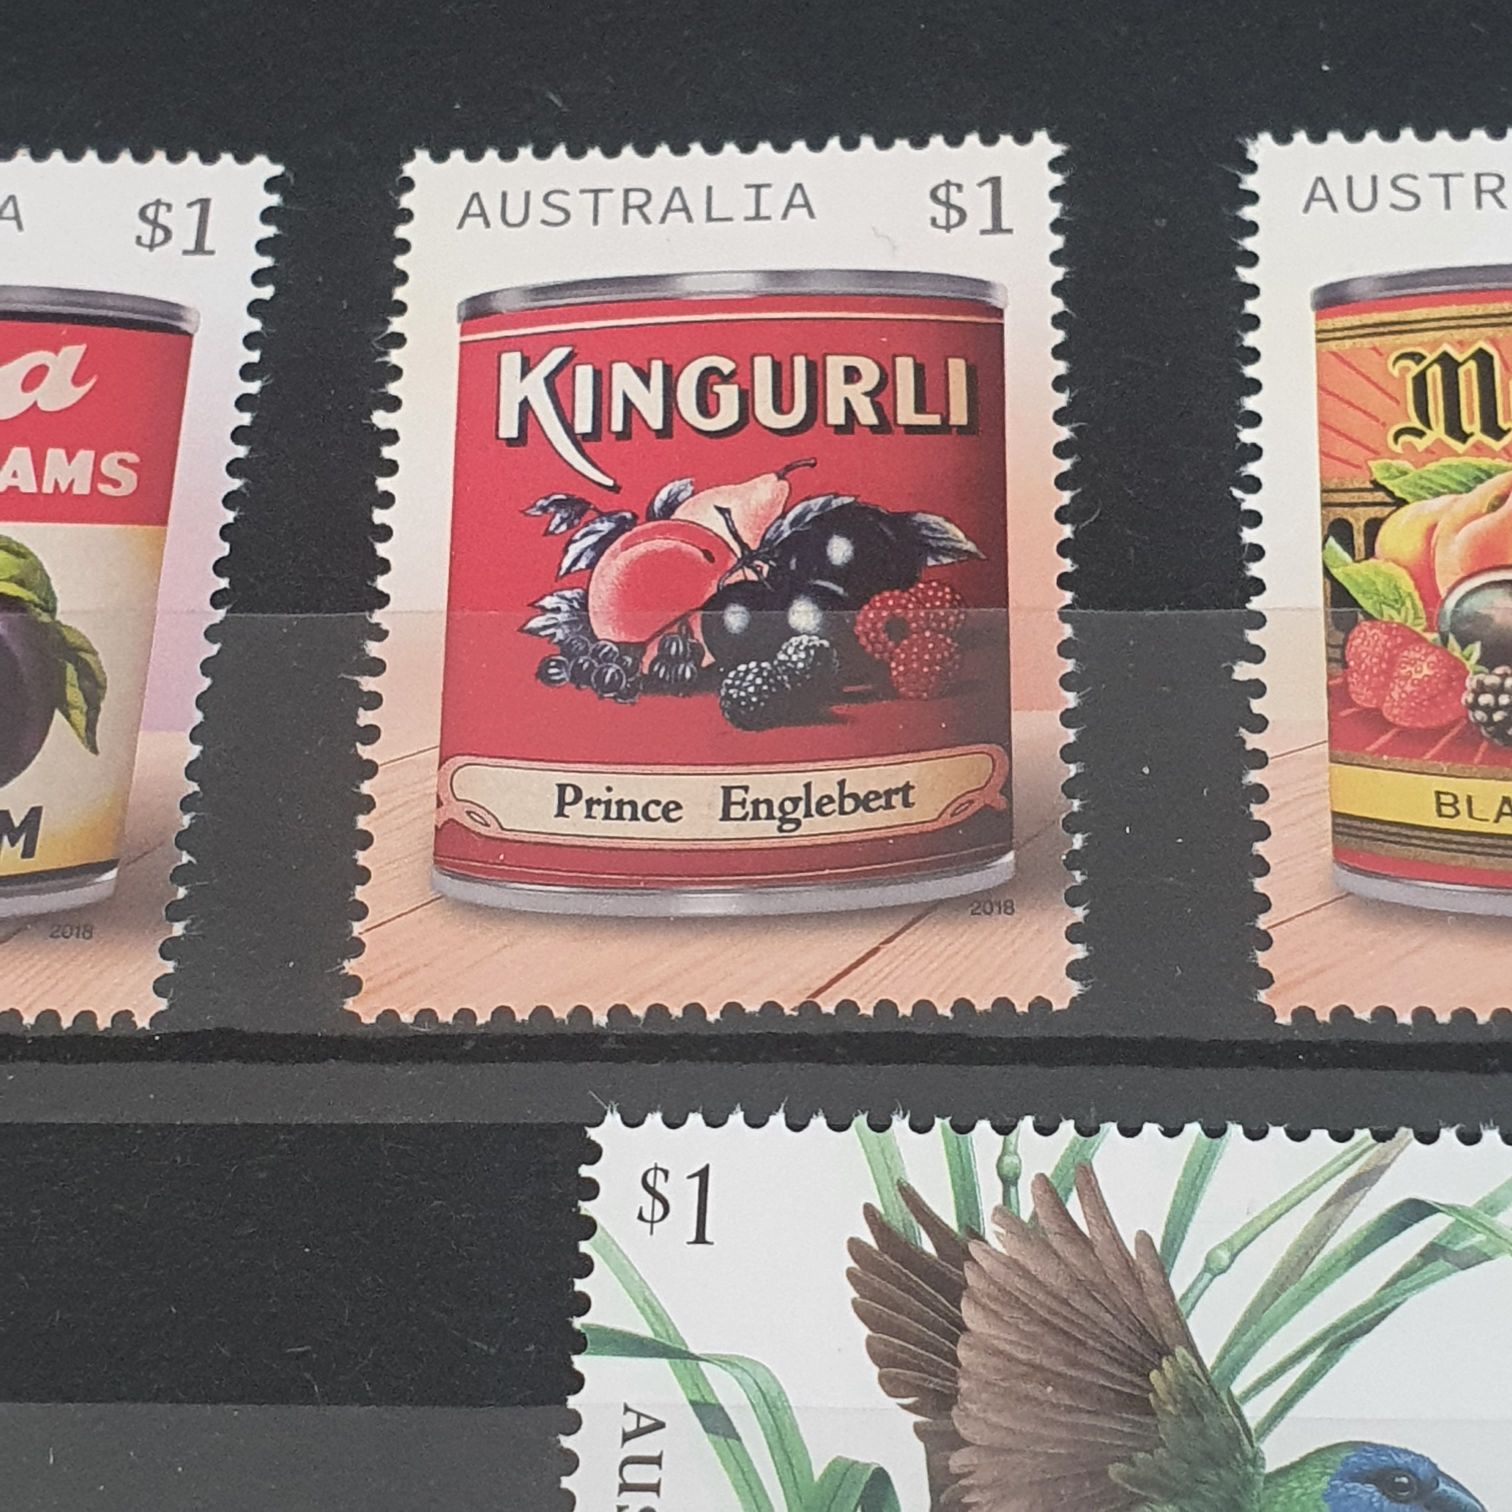 A $1
a
AMS
M
2018
AUSTRALIA $1
KINGURLI
Prince Englebert
2018
AUSTR
M
BLA
$1
AUS